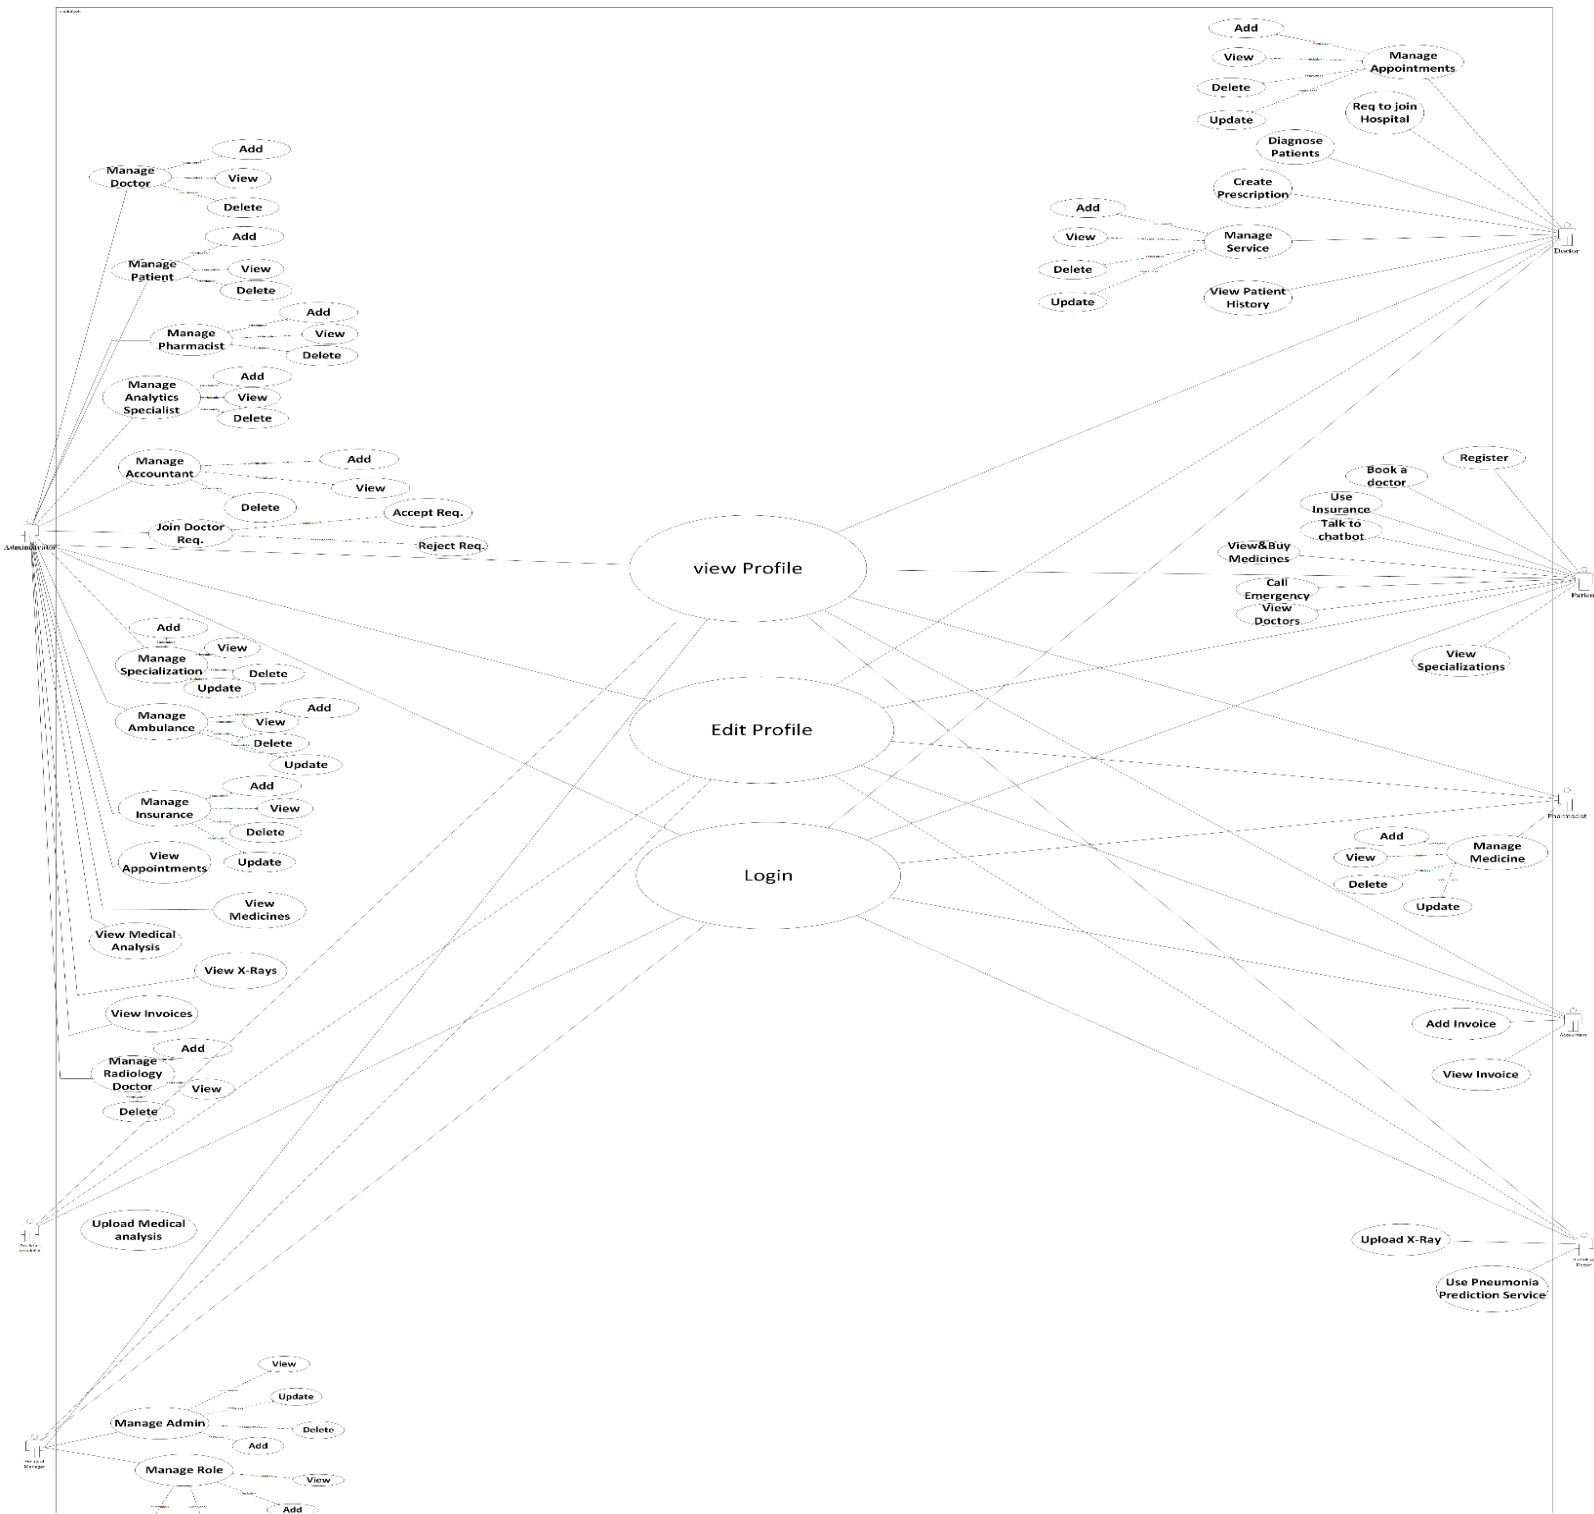 Add
View
Delete
Update
Manage
Appointments
Req to join
Hospital
Diagnose
Patients
Create
Prescription
Add
View
Delete
Update
Manage
Service
View Patient
History
Doctor
Manage
Doctor
Add
View
Delete
Manage
Patient
Add
View
Delete
Manage
Pharmacist
Add
View
Delete
Manage
Analytics
Specialist
Add
View
Delete
Manage
Accountant
Add
View
Delete
Join Doctor
Req.
Accept Req.
Reject Req.
Administrator
view Profile
Edit Profile
Login
Register
Book a
doctor
Use
Insurance
Talk to
chatbot
View&Buy
Medicines
Call
Emergency
View
Doctors
View
Specializations
Patien
Manage
Specialization
Add
View
Delete
Update
Manage
Ambulance
Add
View
Delete
Update
Manage
Insurance
Add
View
Delete
Update
View
Appointments
View
Medicines
View Medical
Analysis
View X-Rays
View Invoices
Manage
Radiology
Doctor
Add
View
Delete
Pharmacist
Manage
Medicine
Add
View
Delete
Update
Add Invoice
View Invoice
Upload Medical
analysis
Upload X-Ray
Use Pneumonia
Prediction Service
Manage Admin
View
Update
Delete
Add
Hospital
Manager
Manage Role
View
Add